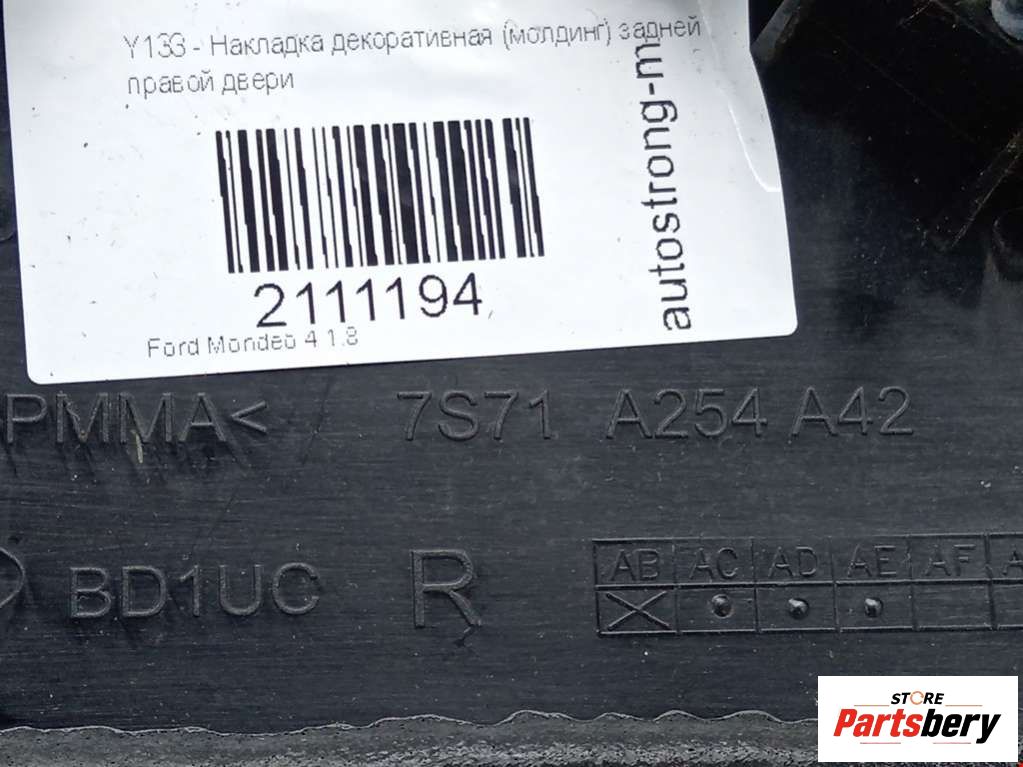 Y133 - Накладка декоративная (молдинг) задней
правой двери
autostrong-m
2111194
Ford Mondeo 4 1.8
PMMA< 7S71 A254 A42
BD1UC R
AB AC AD AE AF A
STORE
Partsbery